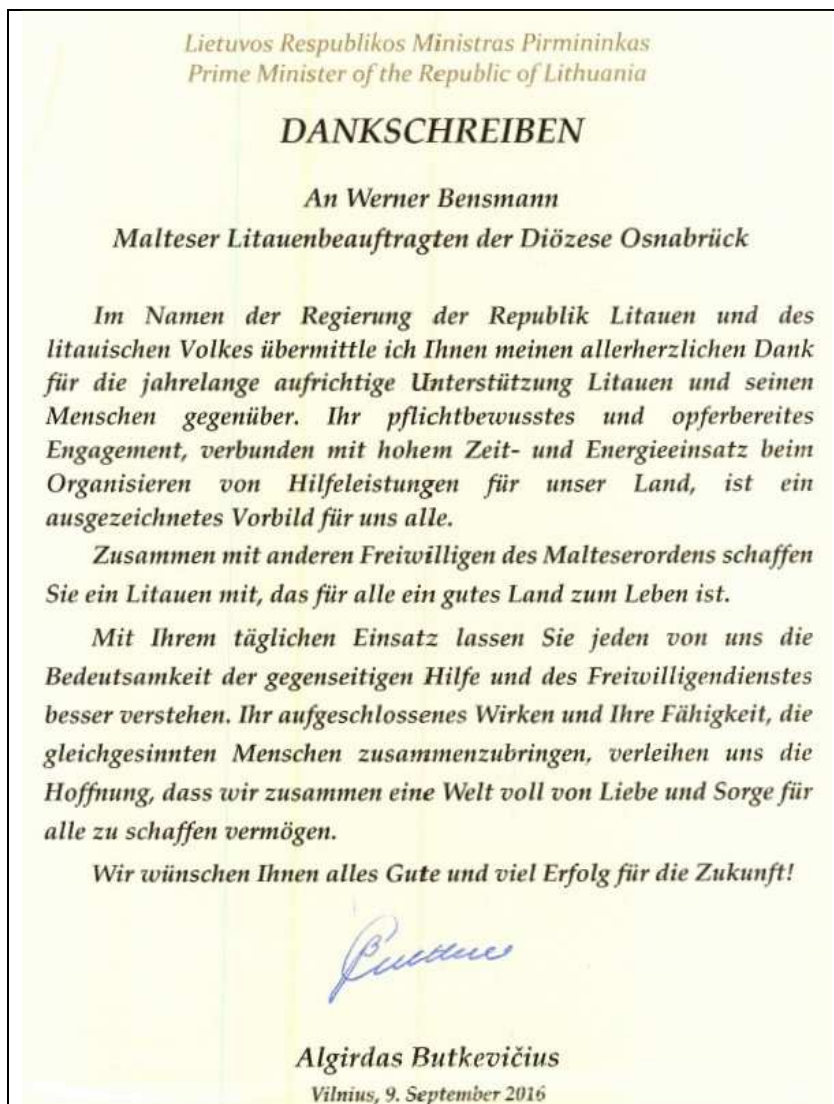 Lietuvos Respublikos Ministras Pirmininkas
Prime Minister of the Republic of Lithuania
DANKSCHREIBEN
An Werner Bensmann
Malteser Litauenbeauftragten der Diözese Osnabrück
Im Namen der Regierung der Republik Litauen und des
litauischen Volkes übermittle ich Ihnen meinen allerherzlichen Dank
für die jahrelange aufrichtige Unterstützung Litauen und seinen
Menschen gegenüber. Ihr pflichtbewusstes und opferbereites
Engagement, verbunden mit hohem Zeit- und Energieeinsatz beim
Organisieren von Hilfeleistungen für unser Land, ist ein
ausgezeichnetes Vorbild für uns alle.
Zusammen mit anderen Freiwilligen des Malteserordens schaffen
Sie ein Litauen mit, das für alle ein gutes Land zum Leben ist.
Mit Ihrem täglichen Einsatz lassen Sie jeden von uns die
Bedeutsamkeit der gegenseitigen Hilfe und des Freiwilligendienstes
besser verstehen. Ihr aufgeschlossenes Wirken und Ihre Fähigkeit, die
gleichgesinnten Menschen zusammenzubringen, verleihen uns die
Hoffnung, dass wir zusammen eine Welt voll von Liebe und Sorge für
alle zu schaffen vermögen.
Wir wünschen Ihnen alles Gute und viel Erfolg für die Zukunft!
Algirdas Butkevičius
Vilnius, 9. September 2016